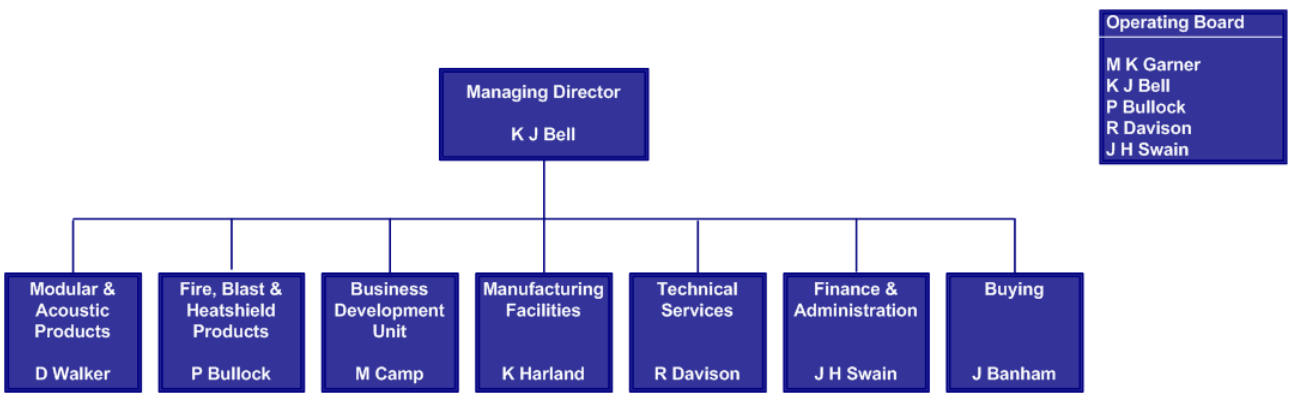 Operating Board
M K Garner
K J Bell
P Bullock
R Davison
J H Swain
Managing Director
K J Bell
Modular &
Acoustic
Products
D Walker
Fire, Blast &
Heatshield
Products
P Bullock
Business
Development
Unit
M Camp
Manufacturing
Facilities
K Harland
Technical
Services
R Davison
Finance &
Administration
J H Swain
Buying
J Banham